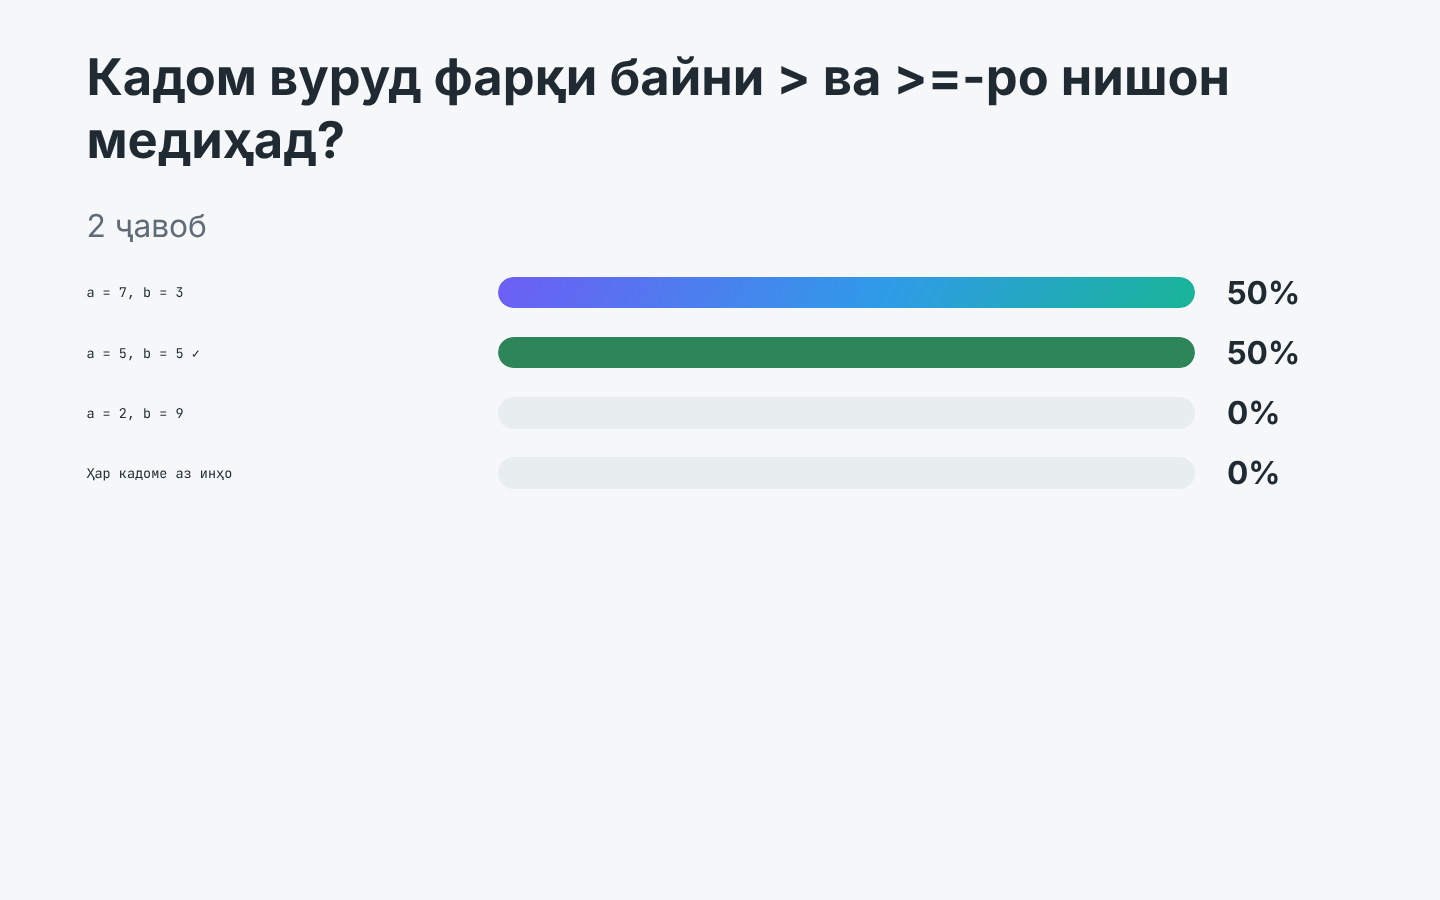 Кадом вуруд фарқи байни > ва >=-ро нишон
медиҳад?
2 ҷавоб
a = 7, b = 3 50%
a = 5, b = 5 ✓ 50%
a = 2, b = 9 0%
Ҳар кадоме аз инҳо 0%